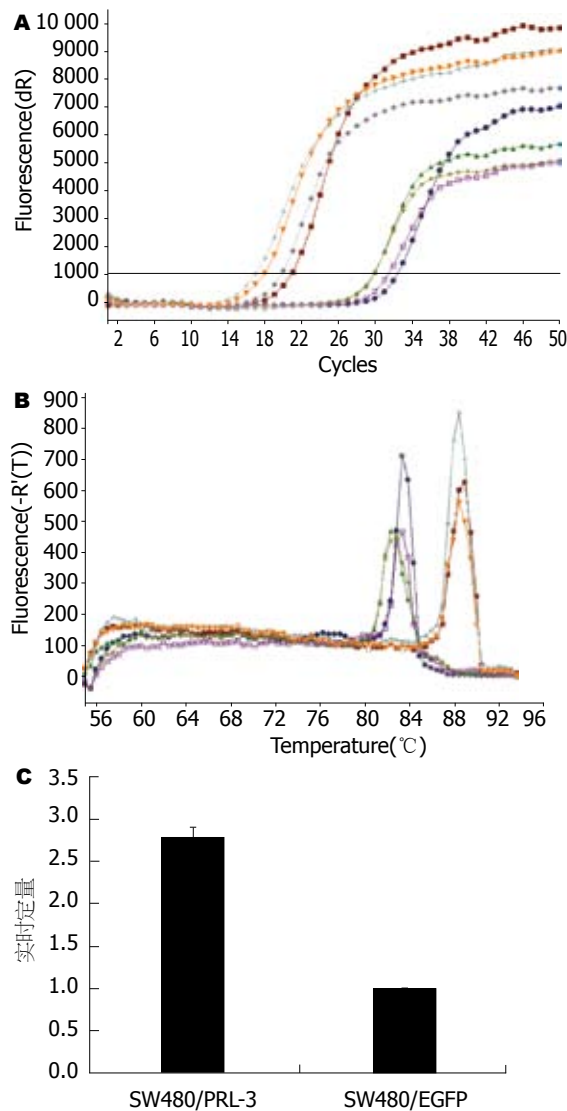 A
10 000
9000
8000
7000
6000
5000
4000
3000
2000
1000
0
Fluorescence(dR)
2 6 10 14 18 22 26 30 34 38 42 46 50
Cycles
B
900
800
700
600
500
400
300
200
100
0
Fluorescence(-R'(T))
56 60 64 68 72 76 80 84 88 92 96
Temperature(℃)
C
3.5
3.0
2.5
2.0
1.5
1.0
0.5
0.0
实时定量
SW480/PRL-3 SW480/EGFP